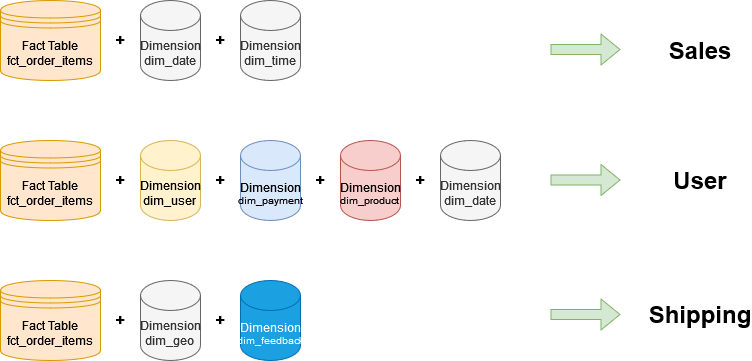 Fact Table
fct_order_items
+
Dimension
dim_date
+
Dimension
dim_time
Sales
Fact Table
fct_order_items
+
Dimension
dim_user
+
Dimension
dim_payment
+
Dimension
dim_product
+
Dimension
dim_date
User
Fact Table
fct_order_items
+
Dimension
dim_geo
+
Dimension
dim_feedback
Shipping